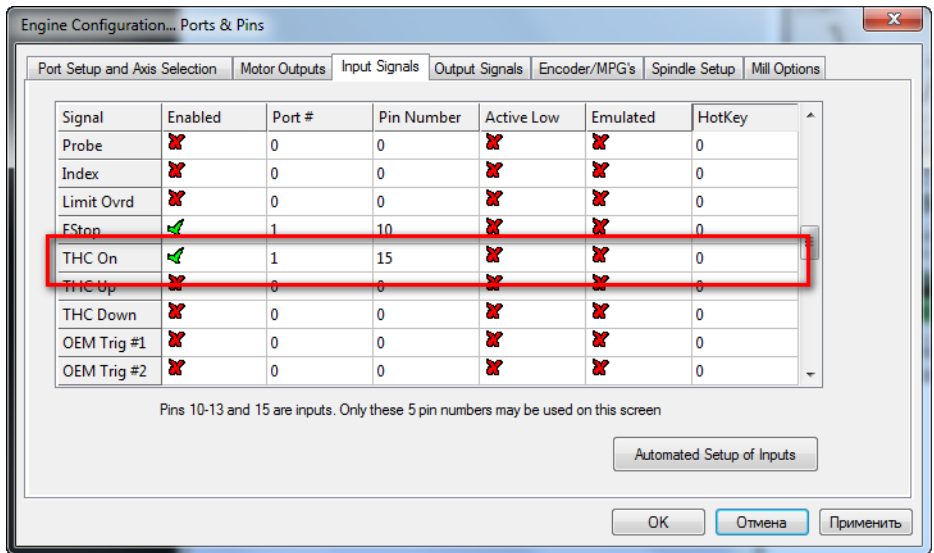 Engine Configuration... Ports & Pins
Port Setup and Axis Selection Motor Outputs Input Signals Output Signals Encoder/MPG's Spindle Setup Mill Options
Signal Enabled Port # Pin Number Active Low Emulated HotKey
Probe 0 0 0
Index 0 0 0
Limit Ovrd 0 0 0
EStop 1 10 0
THC On 1 15 0
THC Up 0 0 0
THC Down 0 0 0
OEM Trig #1 0 0 0
OEM Trig #2 0 0 0
Pins 10-13 and 15 are inputs. Only these 5 pin numbers may be used on this screen
Automated Setup of Inputs
OK Отмена Применить